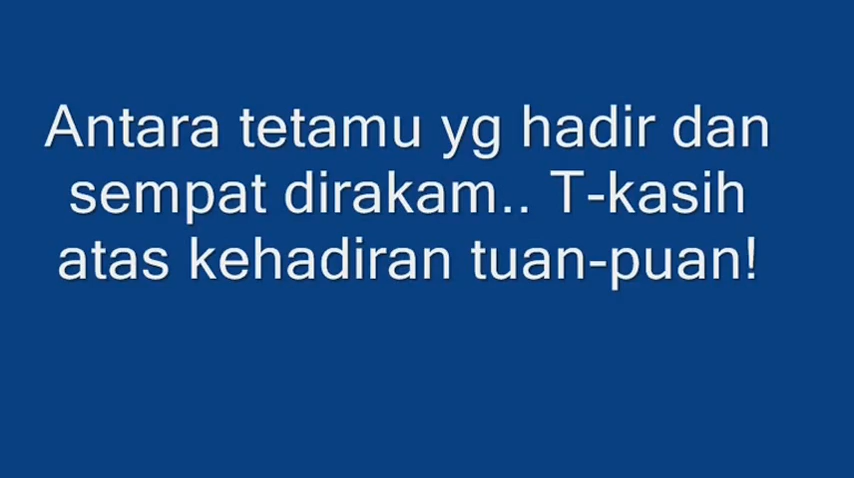 Antara tetamu yg hadir dan
sempat dirakam.. T-kasih
atas kehadiran tuan-puan!